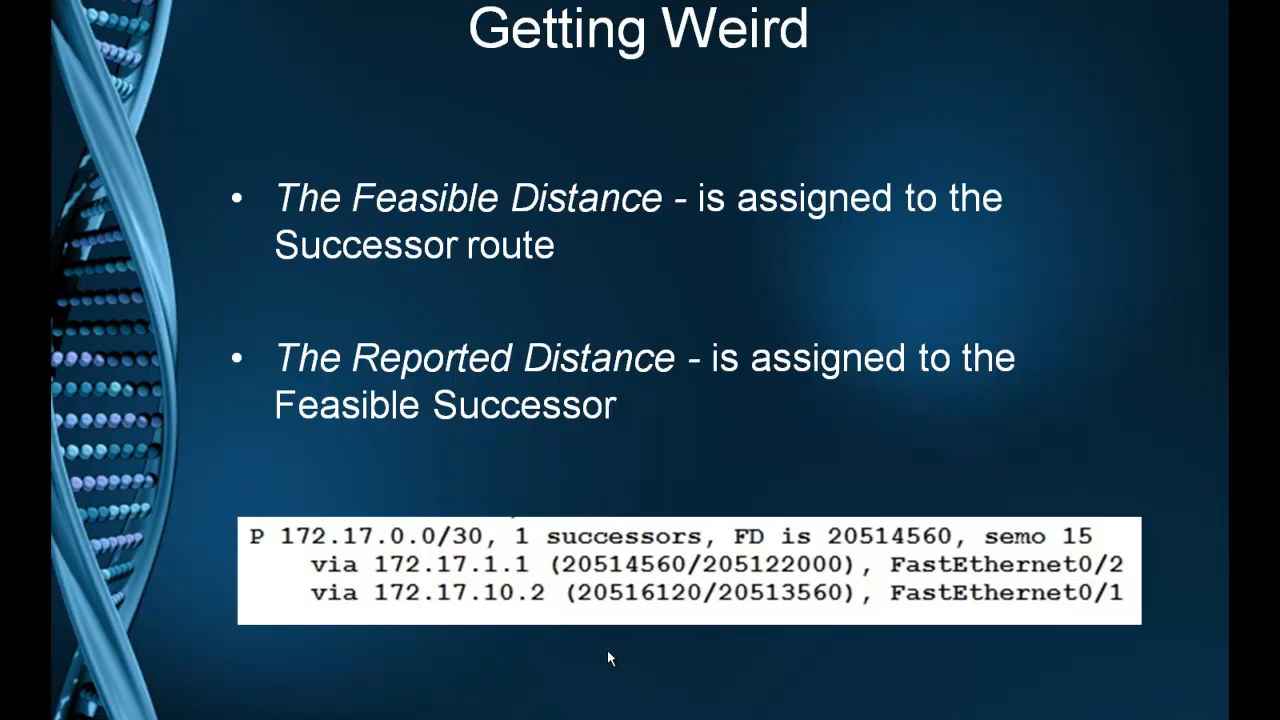 Getting Weird
• The Feasible Distance - is assigned to the
Successor route
• The Reported Distance - is assigned to the
Feasible Successor
P 172.17.0.0/30, 1 successors, FD is 20514560, semo 15
via 172.17.1.1 (20514560/205122000), FastEthernet0/2
via 172.17.10.2 (20516120/20513560), FastEthernet0/1